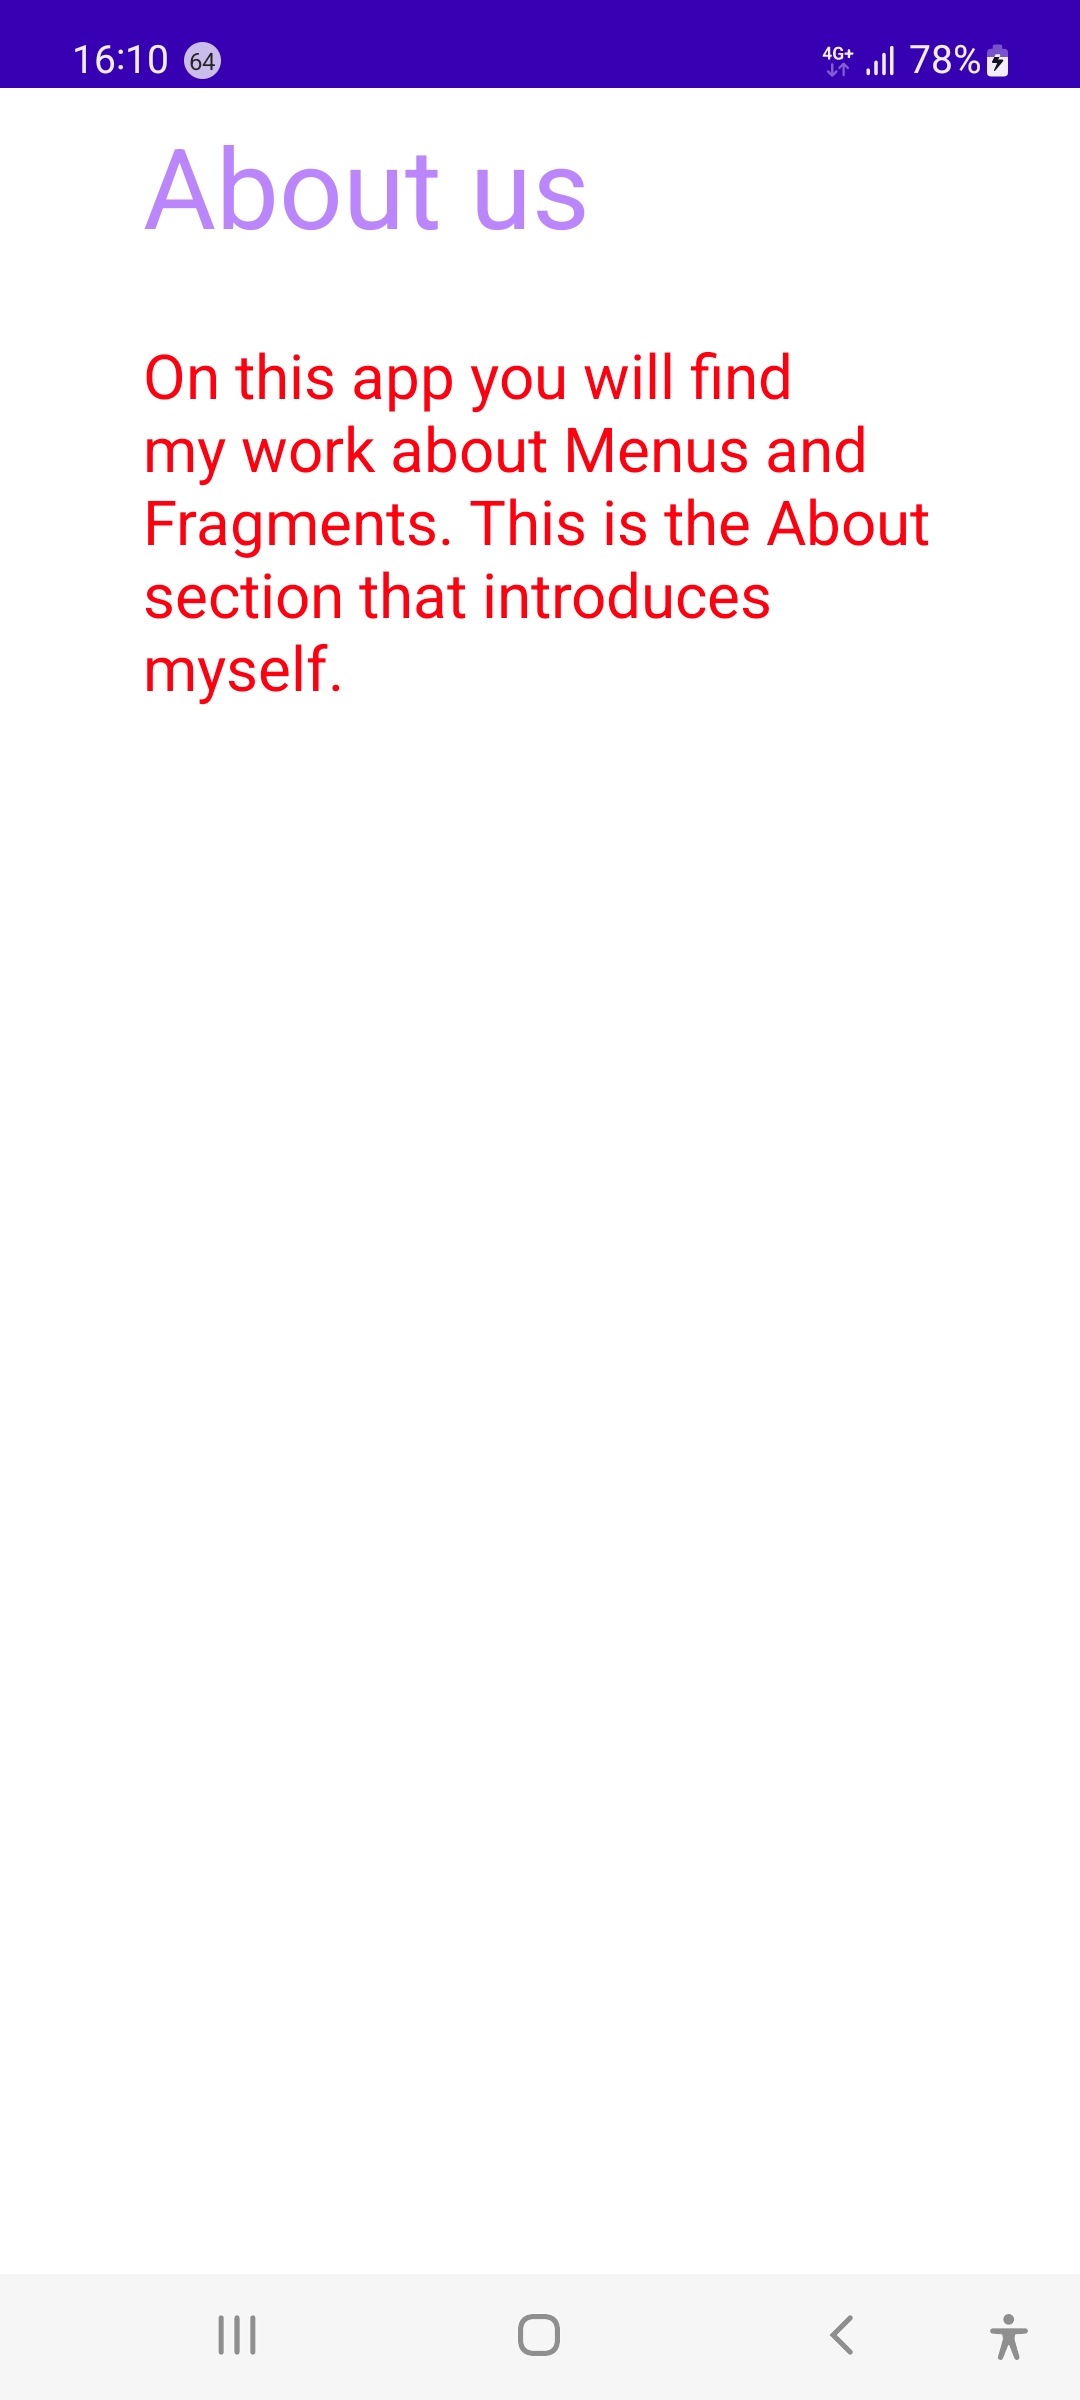 16:10 64 4G+ 78%
About us
On this app you will find
my work about Menus and
Fragments. This is the About
section that introduces
myself.